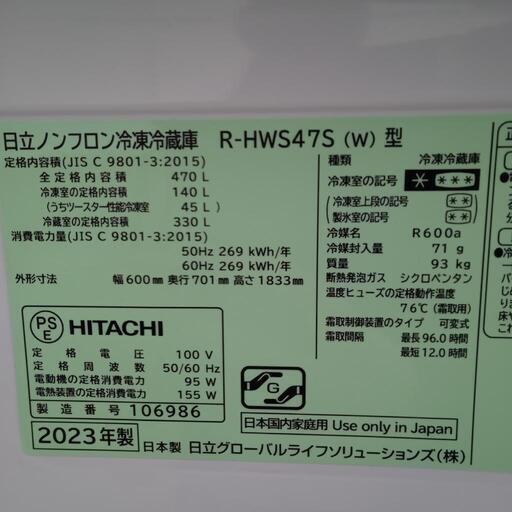 日立ノンフロン冷凍冷蔵庫 R-HWS47S (W) 型
定格内容積(JIS C 9801-3:2015)
全定格内容積 470 L
冷凍室の定格内容積 140 L
(うちツースター性能冷凍室 45 L)
冷蔵室の定格内容積 330 L
消費電力量(JIS C 9801-3:2015)
50Hz 269 kWh/年
60Hz 269 kWh/年
外形寸法 幅600mm 奥行701mm 高さ1833mm
種類 冷凍冷蔵庫
冷凍室の記号 * ***
(冷凍室上段の記号 **)
(製氷室の記号 **)
冷媒名 R600a
冷媒封入量 71 g
質量 93 kg
断熱発泡ガス シクロペンタン
温度ヒューズの定格動作温度
76℃ (霜取用)
霜取制御装置のタイプ 可変式
霜取間隔 最長96.0時間
最短12.0時間
PS
E
HITACHI
定格電圧 100 V
定格周波数 50/60 Hz
電動機の定格消費電力 95 W
電熱装置の定格消費電力 155 W
製造番号 106986
G
日本国内家庭用 Use only in Japan
2023年製
日本製 日立グローバルライフソリューションズ(株)